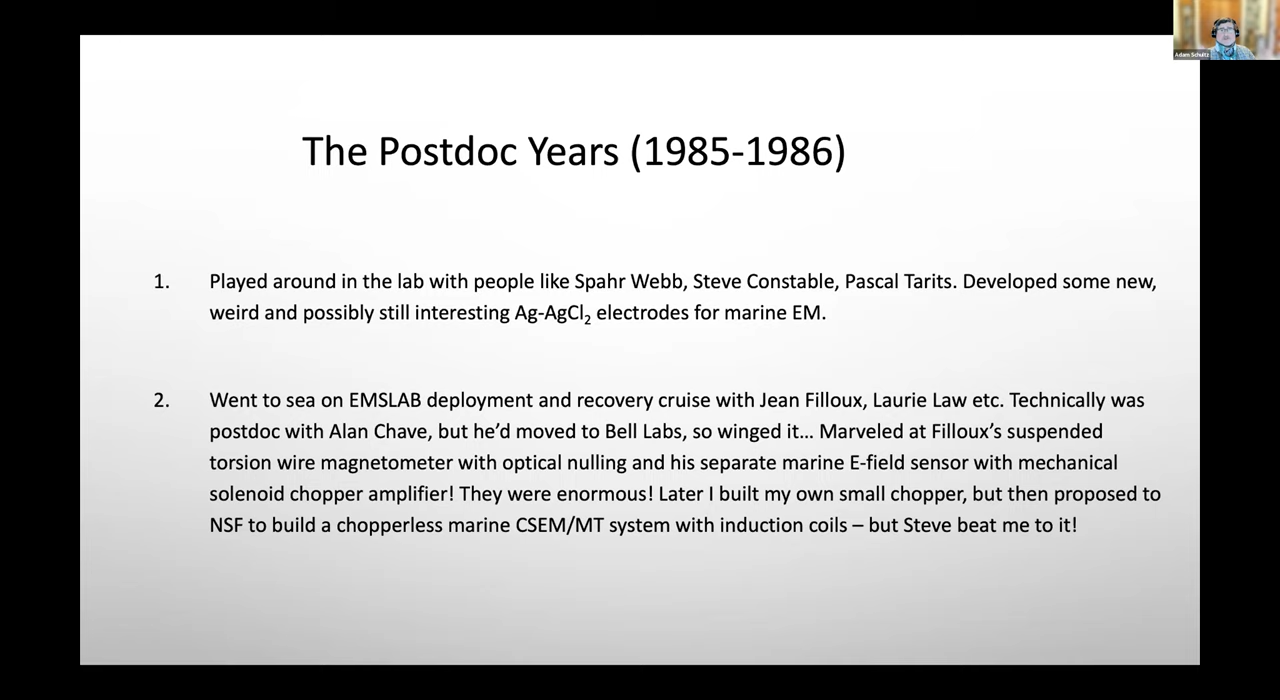 Adam Schultz
The Postdoc Years (1985-1986)
1. Played around in the lab with people like Spahr Webb, Steve Constable, Pascal Tarits. Developed some new,
weird and possibly still interesting Ag-AgCl₂ electrodes for marine EM.
2. Went to sea on EMSLAB deployment and recovery cruise with Jean Filloux, Laurie Law etc. Technically was
postdoc with Alan Chave, but he’d moved to Bell Labs, so winged it… Marveled at Filloux’s suspended
torsion wire magnetometer with optical nulling and his separate marine E-field sensor with mechanical
solenoid chopper amplifier! They were enormous! Later I built my own small chopper, but then proposed to
NSF to build a chopperless marine CSEM/MT system with induction coils – but Steve beat me to it!